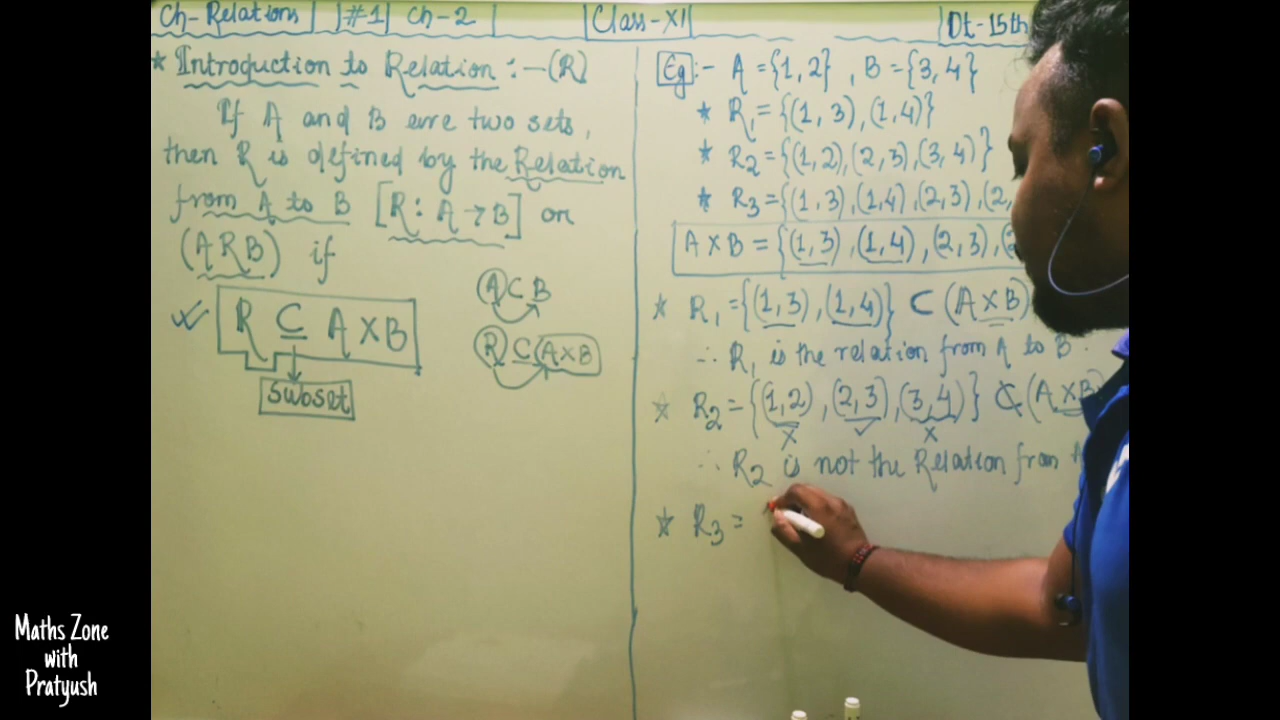 Ch-Relations | #1 | Ch-2 | Class-XI | Dt-15th
* Introduction to Relation :-(R)
If A and B are two sets,
then R is defined by the Relation
from A to B [R: A→B] or
(ARB) if
R ⊂ A×B
subset
A ⊂ B
R ⊂ A×B
Eg :- A = {1,2} , B = {3,4}
* R₁ = {(1,3),(1,4)}
* R₂ = {(1,2),(2,3),(3,4)}
* R₃ = {(1,3),(1,4),(2,3),(2,
A×B = {(1,3),(1,4),(2,3),
* R₁ = {(1,3),(1,4)} ⊂ (A×B)
∴ R₁ is the relation from A to B.
* R₂ = {(1,2),(2,3),(3,4)} ⊄ (A×B)
× ✓ ×
∴ R₂ is not the Relation from A
* R₃ =
Maths Zone
with
Pratyush